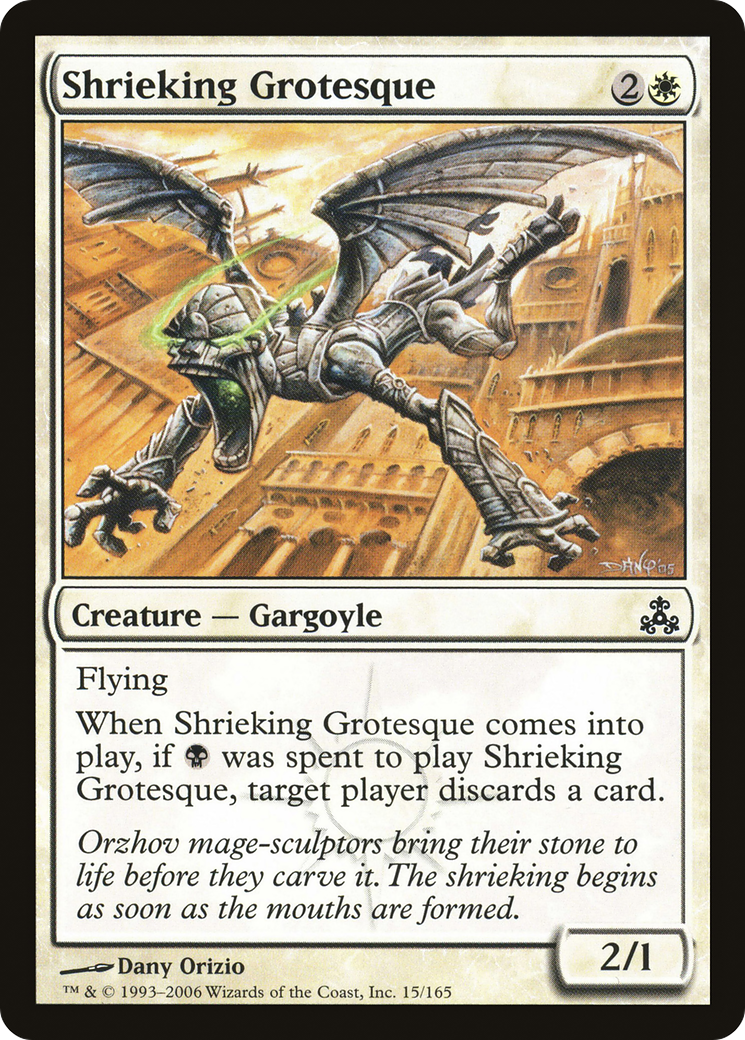 Shrieking Grotesque 2
DANY '05
Creature — Gargoyle
Flying
When Shrieking Grotesque comes into
play, if was spent to play Shrieking
Grotesque, target player discards a card.
Orzhov mage-sculptors bring their stone to
life before they carve it. The shrieking begins
as soon as the mouths are formed.
2/1
Dany Orizio
™ & © 1993–2006 Wizards of the Coast, Inc. 15/165